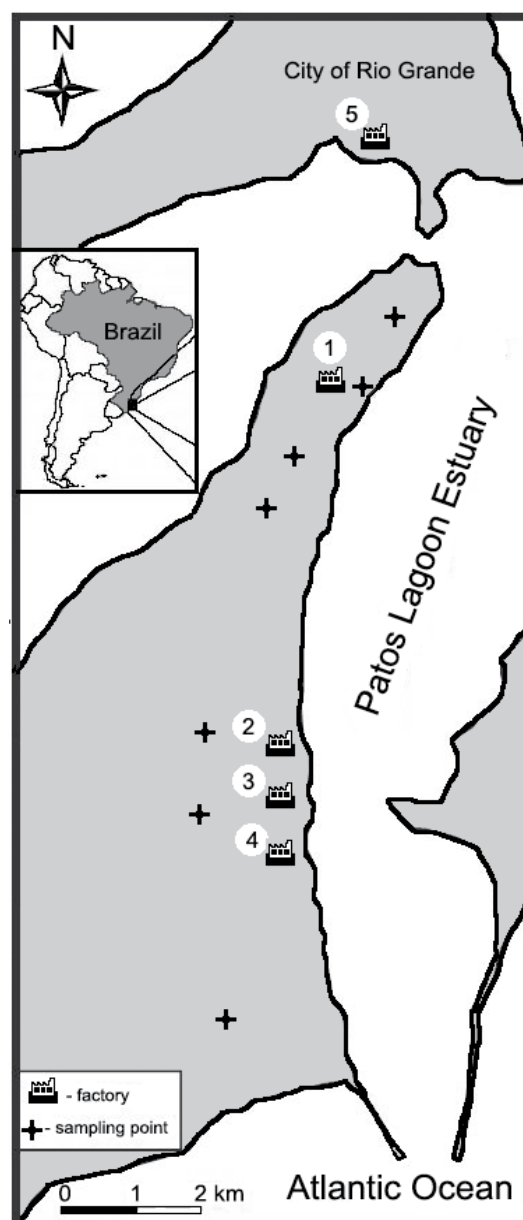 N
City of Rio Grande
5
Brazil
1
Patos Lagoon Estuary
2
3
4
- factory
- sampling point
0 1 2 km
Atlantic Ocean